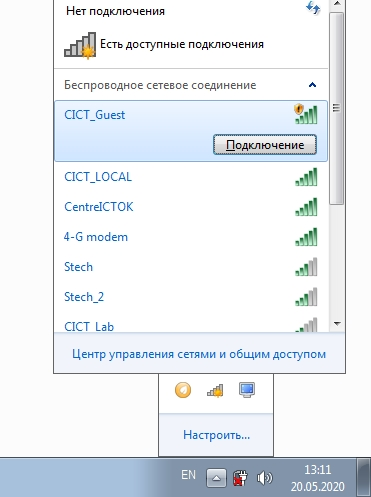 Нет подключения
Есть доступные подключения
Беспроводное сетевое соединение
CICT_Guest
Подключение
CICT_LOCAL
CentreICTOK
4-G modem
Stech
Stech_2
CICT_Lab
Центр управления сетями и общим доступом
Настроить...
EN
13:11
20.05.2020